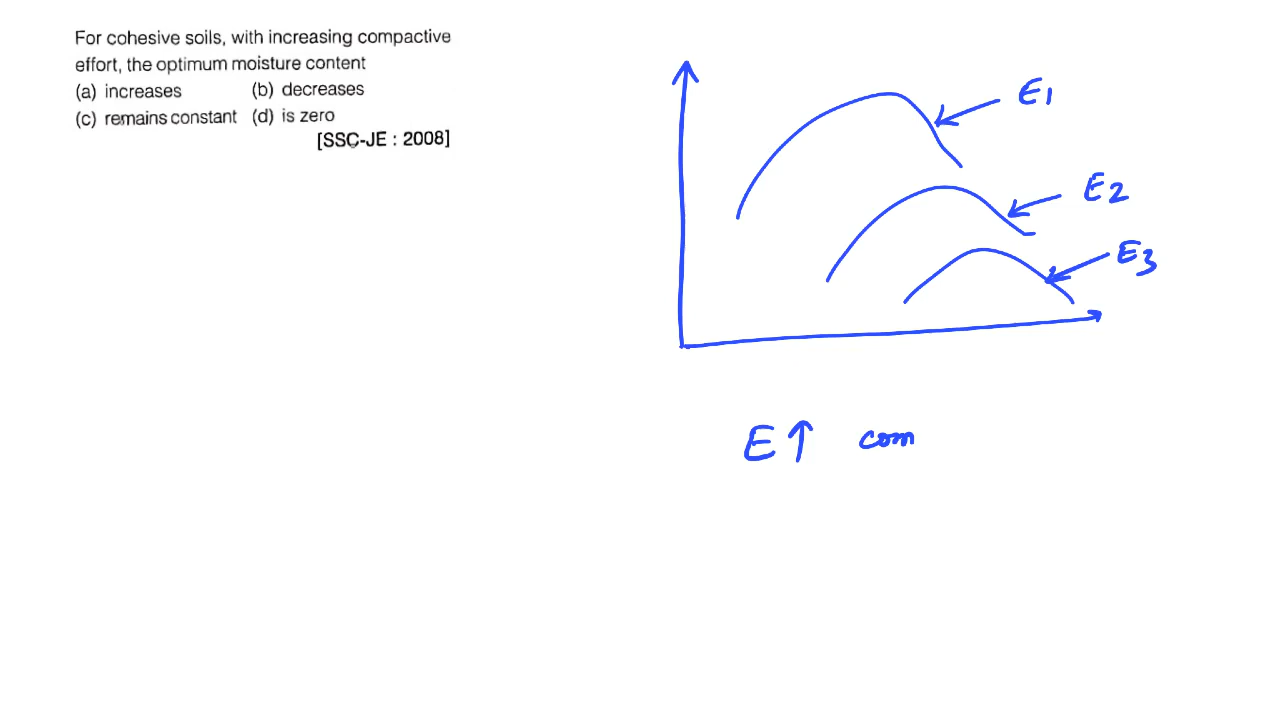 For cohesive soils, with increasing compactive
effort, the optimum moisture content
(a) increases (b) decreases
(c) remains constant (d) is zero
[SSC-JE : 2008]
E1
E2
E3
E↑ com